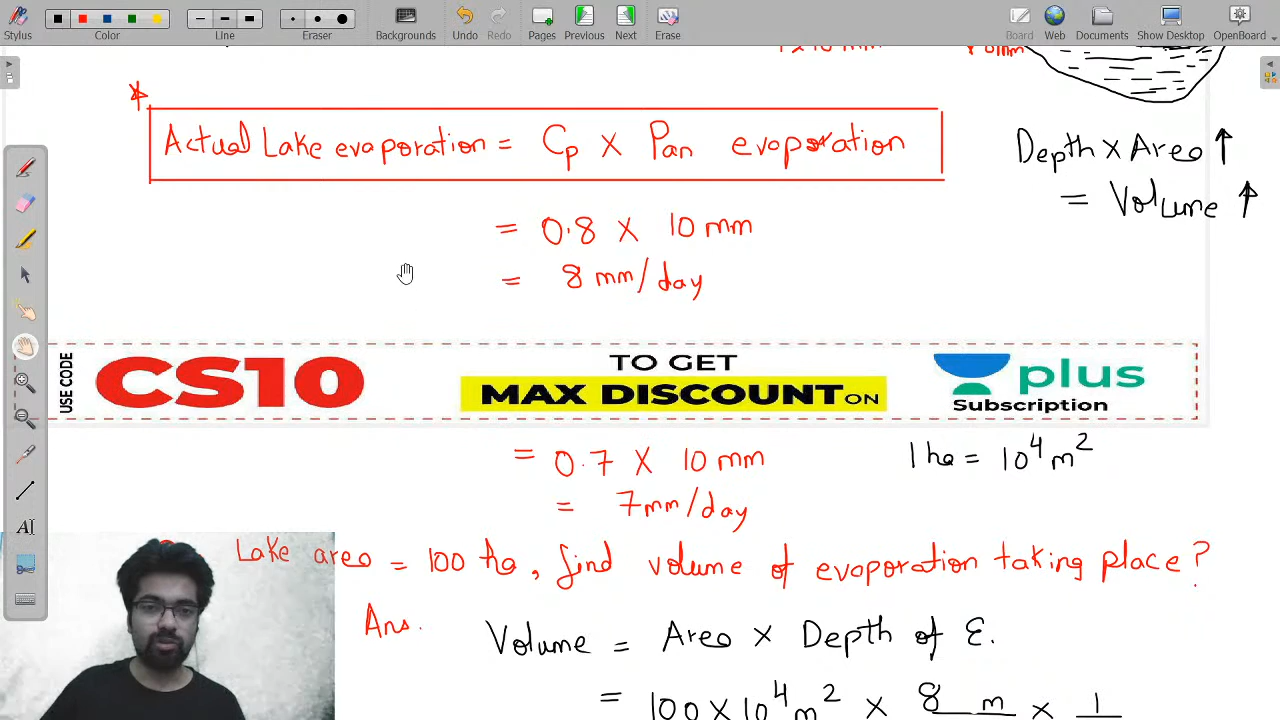 Stylus
Color
Line
Eraser
Backgrounds
Undo
Redo
Pages
Previous
Next
Erase
Board
Web
Documents
Show Desktop
OpenBoard
Actual Lake evaporation = Cp X Pan evaporation
Depth x Area ↑
= Volume ↑
= 0.8 X 10 mm
= 8 mm/day
USE CODE
CS10
TO GET
MAX DISCOUNT ON
plus
Subscription
= 0.7 X 10 mm
1 ha = 10⁴ m²
= 7mm/day
Lake area = 100 ha, find volume of evaporation taking place?
Ans.
Volume = Area x Depth of E.
= 100 X 10⁴ m² x 8 m x 1
AI